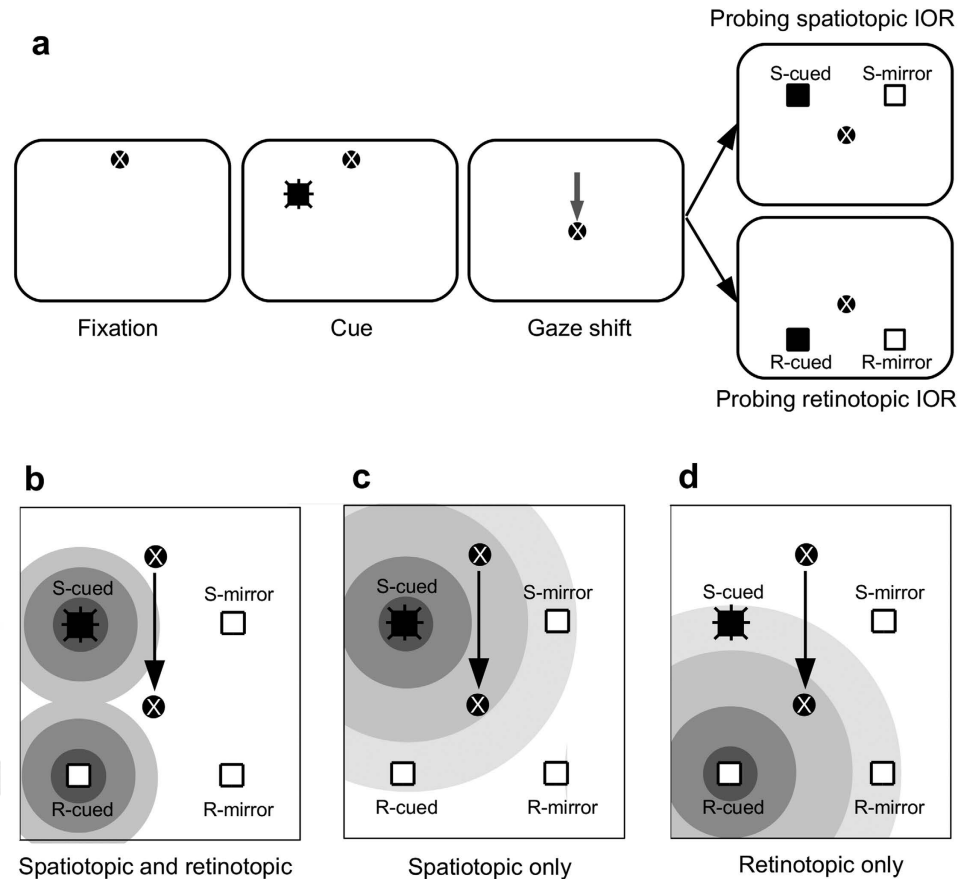 a
Probing spatiotopic IOR
S-cued S-mirror
X
X
X
X
Fixation
Cue
Gaze shift
X
R-cued R-mirror
Probing retinotopic IOR
b
X
S-cued
S-mirror
X
R-cued
R-mirror
Spatiotopic and retinotopic
c
X
S-cued
S-mirror
X
R-cued
R-mirror
Spatiotopic only
d
X
S-cued
S-mirror
X
R-cued
R-mirror
Retinotopic only